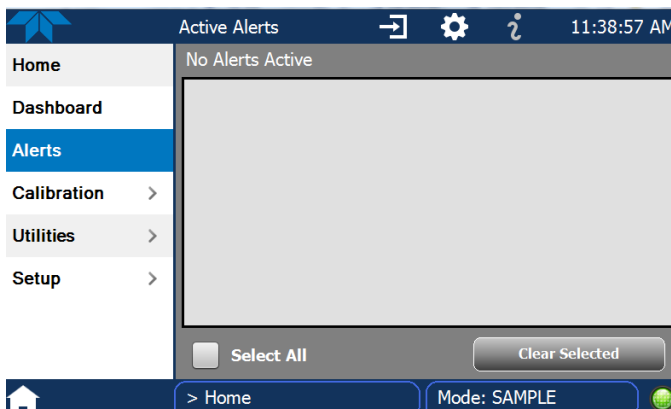 Active Alerts
11:38:57 AM
Home
No Alerts Active
Dashboard
Alerts
Calibration
Utilities
Setup
Select All
Clear Selected
> Home
Mode: SAMPLE